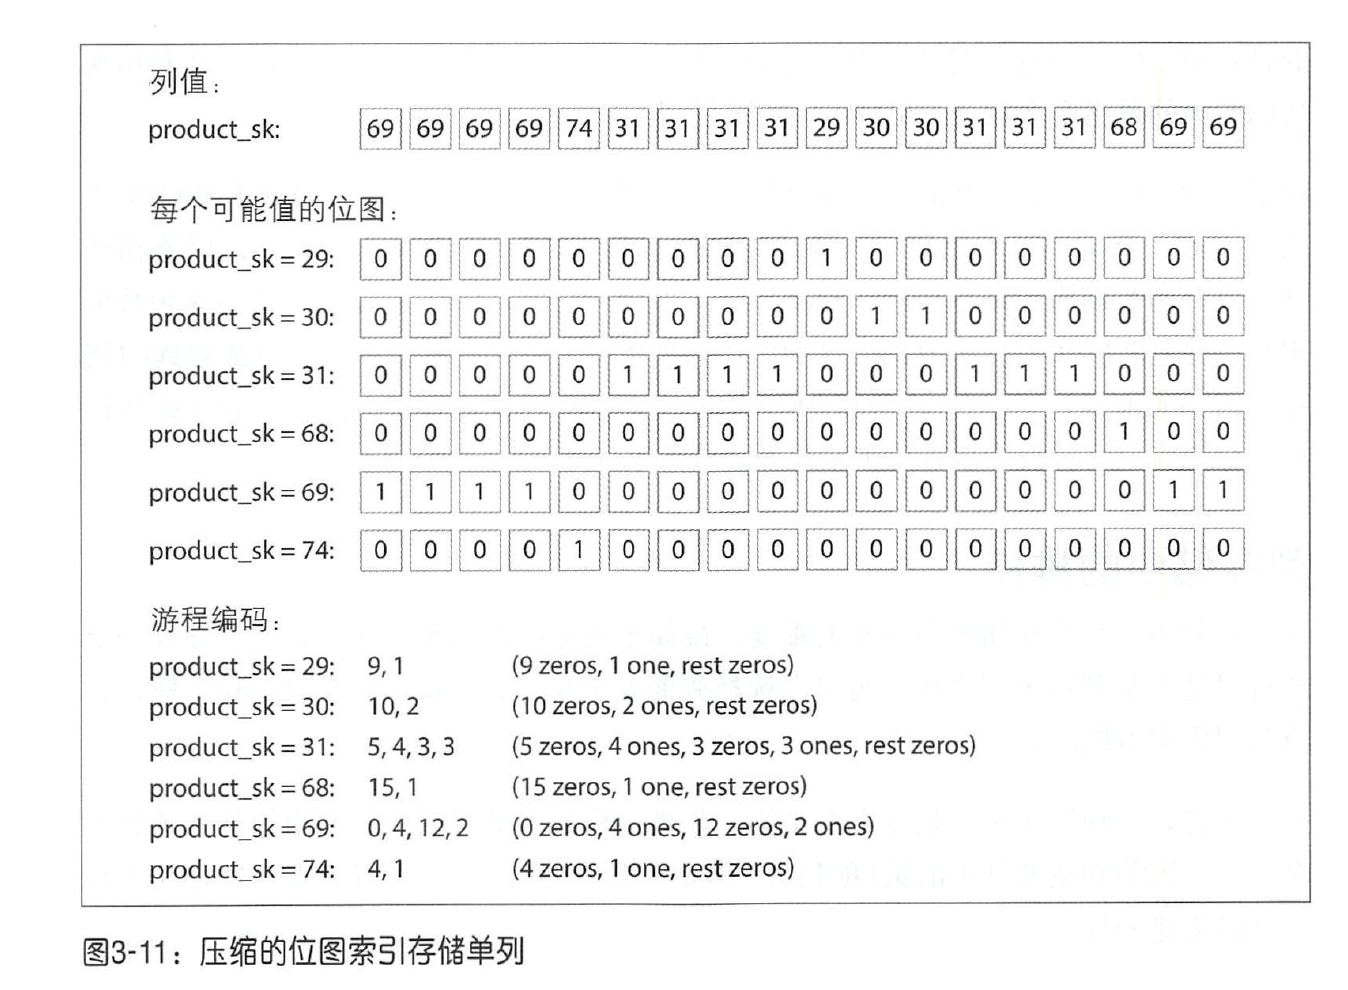 列值：
product_sk: 69 69 69 69 74 31 31 31 31 29 30 30 31 31 31 68 69 69
每个可能值的位图：
product_sk = 29: 0 0 0 0 0 0 0 0 0 1 0 0 0 0 0 0 0 0
product_sk = 30: 0 0 0 0 0 0 0 0 0 0 1 1 0 0 0 0 0 0
product_sk = 31: 0 0 0 0 0 1 1 1 1 0 0 0 1 1 1 0 0 0
product_sk = 68: 0 0 0 0 0 0 0 0 0 0 0 0 0 0 0 1 0 0
product_sk = 69: 1 1 1 1 0 0 0 0 0 0 0 0 0 0 0 0 1 1
product_sk = 74: 0 0 0 0 1 0 0 0 0 0 0 0 0 0 0 0 0 0
游程编码：
product_sk = 29: 9, 1 (9 zeros, 1 one, rest zeros)
product_sk = 30: 10, 2 (10 zeros, 2 ones, rest zeros)
product_sk = 31: 5, 4, 3, 3 (5 zeros, 4 ones, 3 zeros, 3 ones, rest zeros)
product_sk = 68: 15, 1 (15 zeros, 1 one, rest zeros)
product_sk = 69: 0, 4, 12, 2 (0 zeros, 4 ones, 12 zeros, 2 ones)
product_sk = 74: 4, 1 (4 zeros, 1 one, rest zeros)
图3-11：压缩的位图索引存储单列